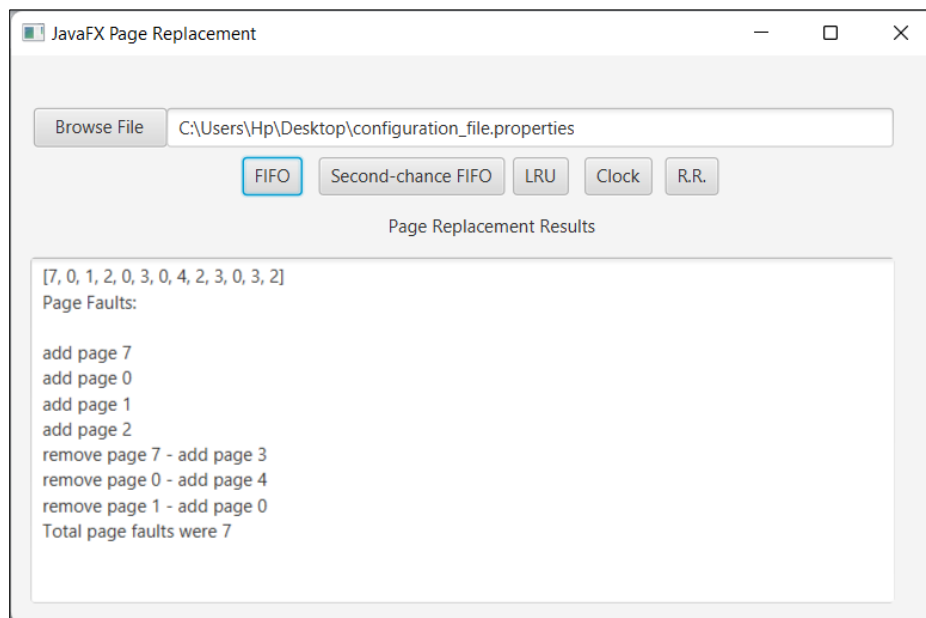 JavaFX Page Replacement
Browse File C:\Users\Hp\Desktop\configuration_file.properties
FIFO Second-chance FIFO LRU Clock R.R.
Page Replacement Results
[7, 0, 1, 2, 0, 3, 0, 4, 2, 3, 0, 3, 2]
Page Faults:
add page 7
add page 0
add page 1
add page 2
remove page 7 - add page 3
remove page 0 - add page 4
remove page 1 - add page 0
Total page faults were 7